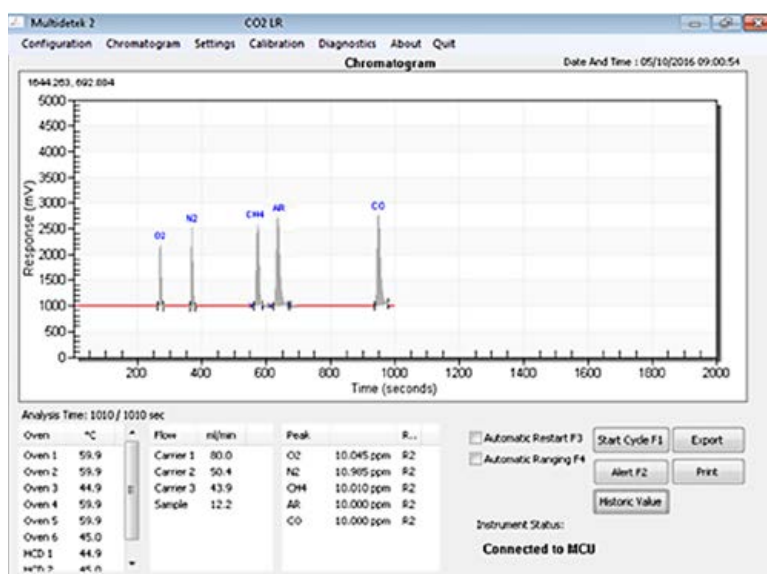 Multidetek 2 CO2 LR
Configuration Chromatogram Settings Calibration Diagnostics About Quit
Chromatogram Date And Time : 05/10/2016 09:00:54
1644.263, 692.884
5000
4500
4000
3500
3000
2500
2000
1500
1000
500
0
Response (mV)
O2
N2
CH4
AR
CO
200 400 600 800 1000 1200 1400 1600 1800 2000
Time (seconds)
Analysis Time: 1010 / 1010 sec
Oven °C
Oven 1 59.9
Oven 2 59.9
Oven 3 44.9
Oven 4 59.9
Oven 5 59.9
Oven 6 45.0
HCD 1 44.9
HCD 2 45.0
Flow ml/min
Carrier 1 80.0
Carrier 2 50.4
Carrier 3 43.9
Sample 12.2
Peak R...
O2 10.045 ppm R2
N2 10.985 ppm R2
CH4 10.010 ppm R2
AR 10.000 ppm R2
CO 10.000 ppm R2
Automatic Restart F3
Automatic Ranging F4
Start Cycle F1 Export
Alert F2 Print
Historic Value
Instrument Status:
Connected to MCU